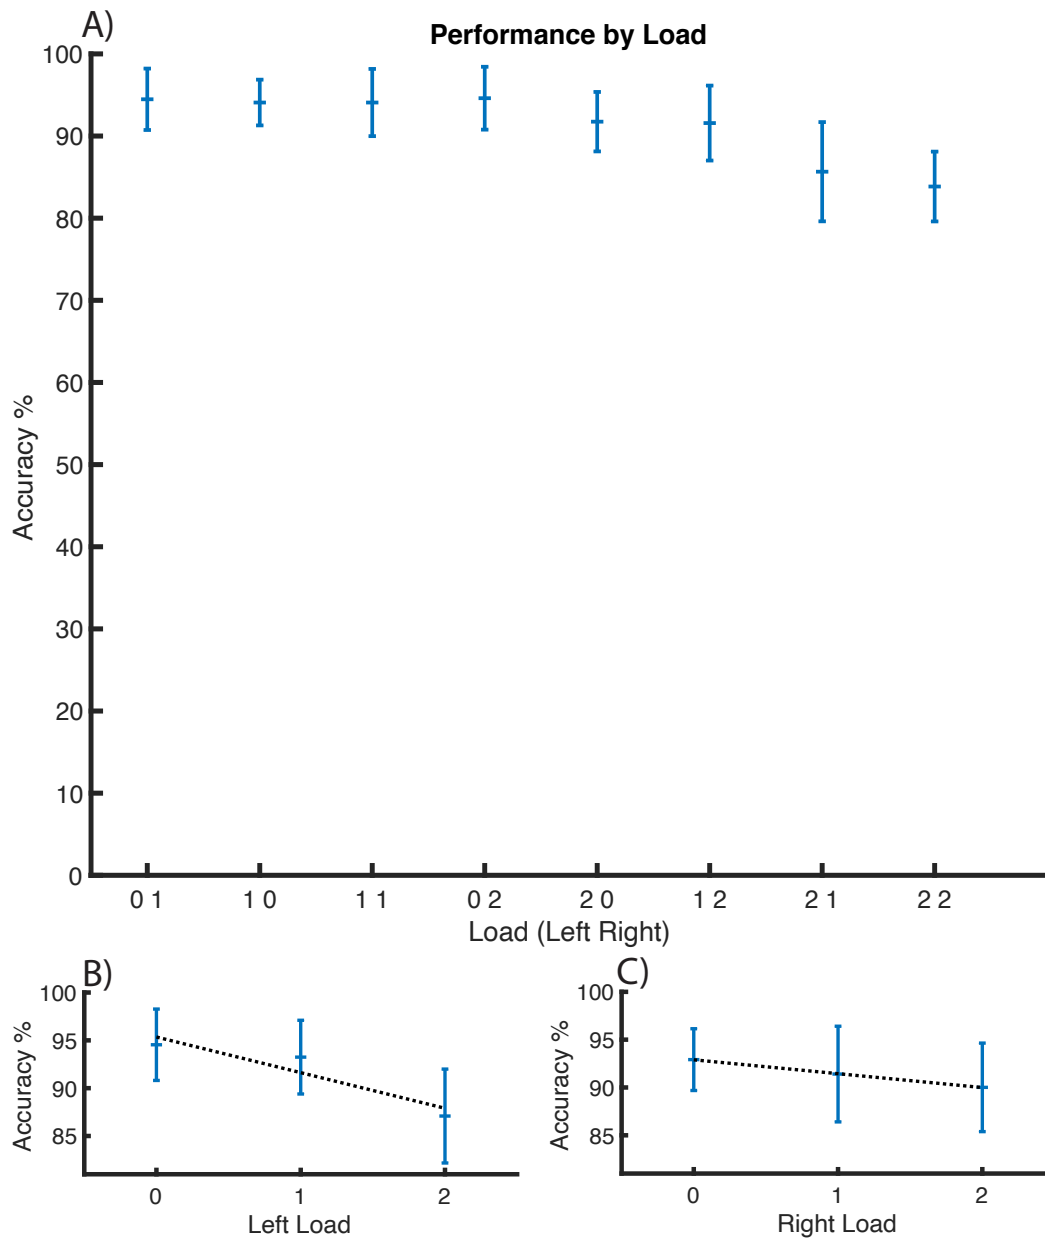 A)
Performance by Load
100
90
80
70
60
50
40
30
20
10
0
Accuracy %
0 1 1 0 1 1 0 2 2 0 1 2 2 1 2 2
Load (Left Right)
B)
100
95
90
85
Accuracy %
0 1 2
Left Load
C)
100
95
90
85
Accuracy %
0 1 2
Right Load